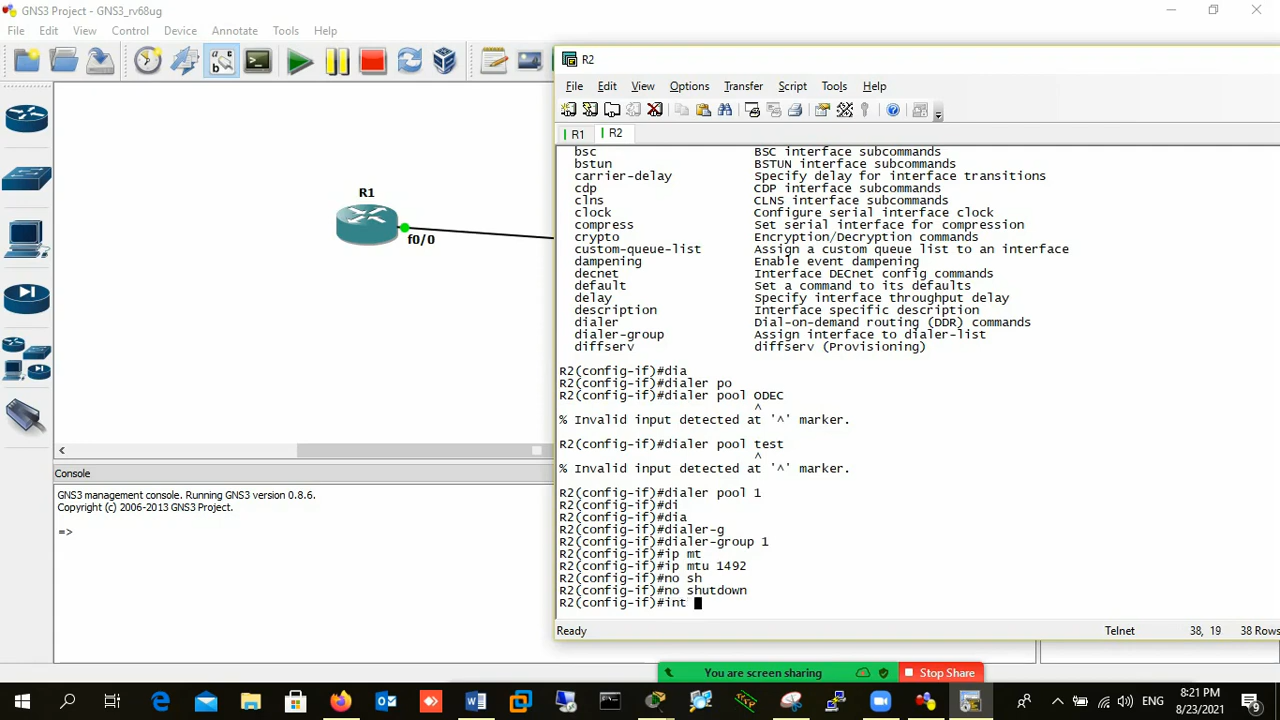 GNS3 Project - GNS3_rv68ug
File Edit View Control Device Annotate Tools Help
R1
f0/0
Console
GNS3 management console. Running GNS3 version 0.8.6.
Copyright (c) 2006-2013 GNS3 Project.
=>
R2
File Edit View Options Transfer Script Tools Help
R1 R2
bsc BSC interface subcommands
bstun BSTUN interface subcommands
carrier-delay Specify delay for interface transitions
cdp CDP interface subcommands
clns CLNS interface subcommands
clock Configure serial interface clock
compress Set serial interface for compression
crypto Encryption/Decryption commands
custom-queue-list Assign a custom queue list to an interface
dampening Enable event dampening
decnet Interface DECnet config commands
default Set a command to its defaults
delay Specify interface throughput delay
description Interface specific description
dialer Dial-on-demand routing (DDR) commands
dialer-group Assign interface to dialer-list
diffserv diffserv (Provisioning)
R2(config-if)#dia
R2(config-if)#dialer po
R2(config-if)#dialer pool ODEC
^
% Invalid input detected at '^' marker.
R2(config-if)#dialer pool test
^
% Invalid input detected at '^' marker.
R2(config-if)#dialer pool 1
R2(config-if)#di
R2(config-if)#dia
R2(config-if)#dialer-g
R2(config-if)#dialer-group 1
R2(config-if)#ip mt
R2(config-if)#ip mtu 1492
R2(config-if)#no sh
R2(config-if)#no shutdown
R2(config-if)#int
Ready Telnet 38, 19 38 Rows
You are screen sharing Stop Share
ENG
8:21 PM
8/23/2021